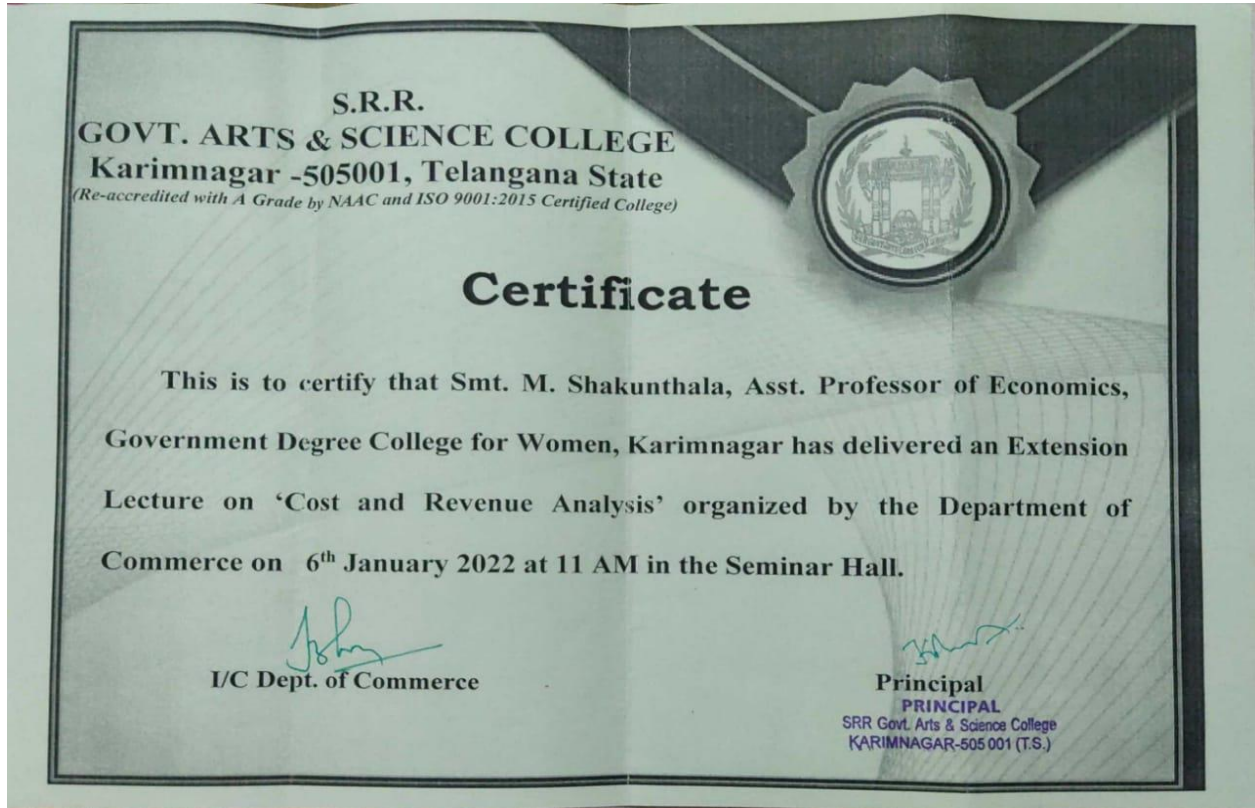 S.R.R.
GOVT. ARTS & SCIENCE COLLEGE
Karimnagar -505001, Telangana State
(Re-accredited with A Grade by NAAC and ISO 9001:2015 Certified College)
Certificate
This is to certify that Smt. M. Shakunthala, Asst. Professor of Economics,
Government Degree College for Women, Karimnagar has delivered an Extension
Lecture on ‘Cost and Revenue Analysis’ organized by the Department of
Commerce on 6th January 2022 at 11 AM in the Seminar Hall.
I/C Dept. of Commerce
Principal
PRINCIPAL
SRR Govt. Arts & Science College
KARIMNAGAR-505 001 (T.S.)